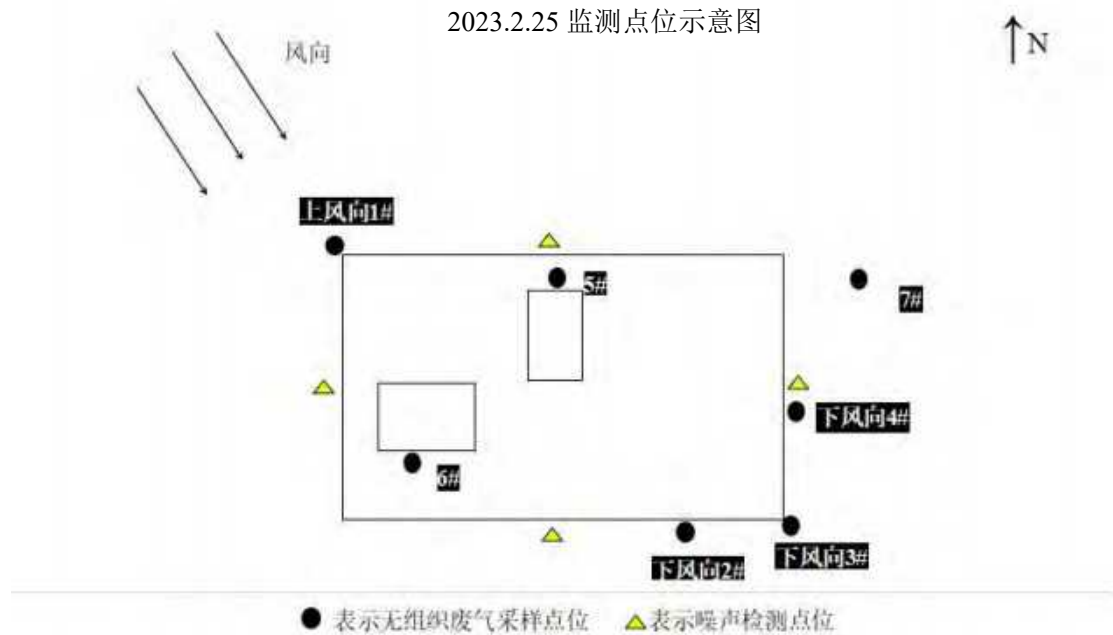 2023.2.25 监测点位示意图
风向
N
上风向1#
5#
7#
下风向4#
6#
下风向3#
下风向2#
表示无组织废气采样点位 表示噪声检测点位